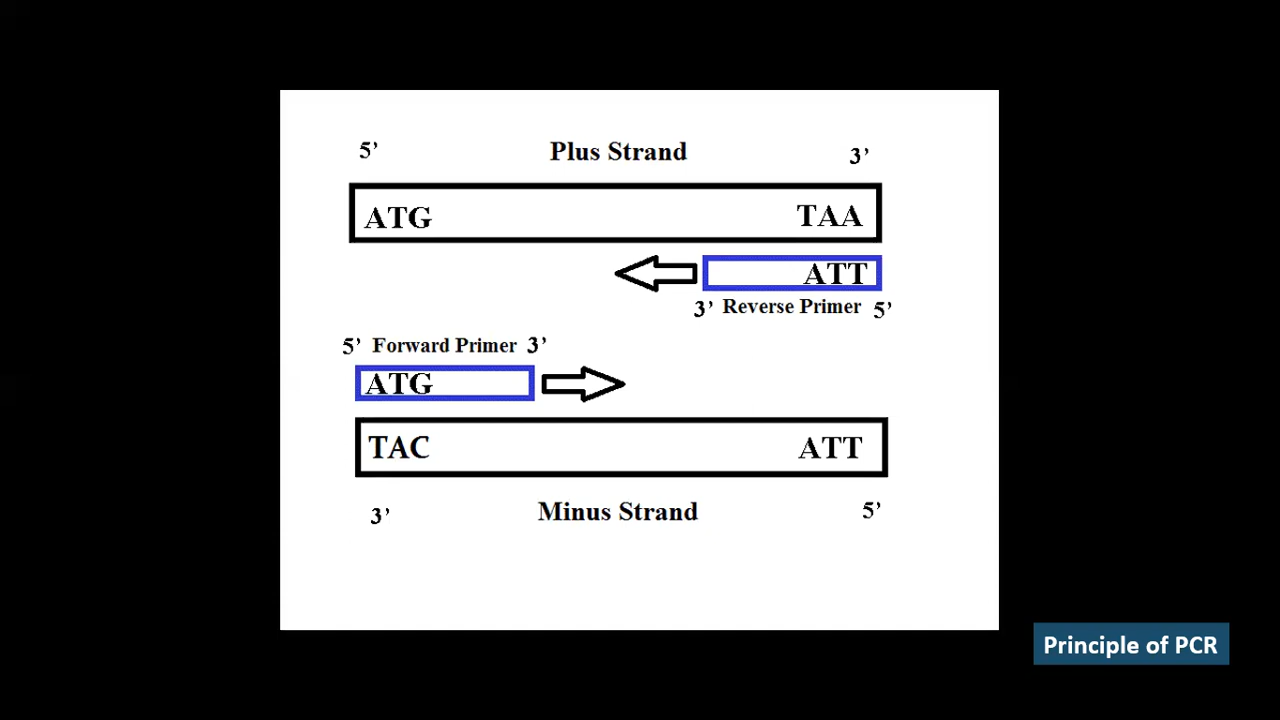 5’ Plus Strand 3’
ATG TAA
ATT
3’ Reverse Primer 5’
5’ Forward Primer 3’
ATG
TAC ATT
3’ Minus Strand 5’
Principle of PCR